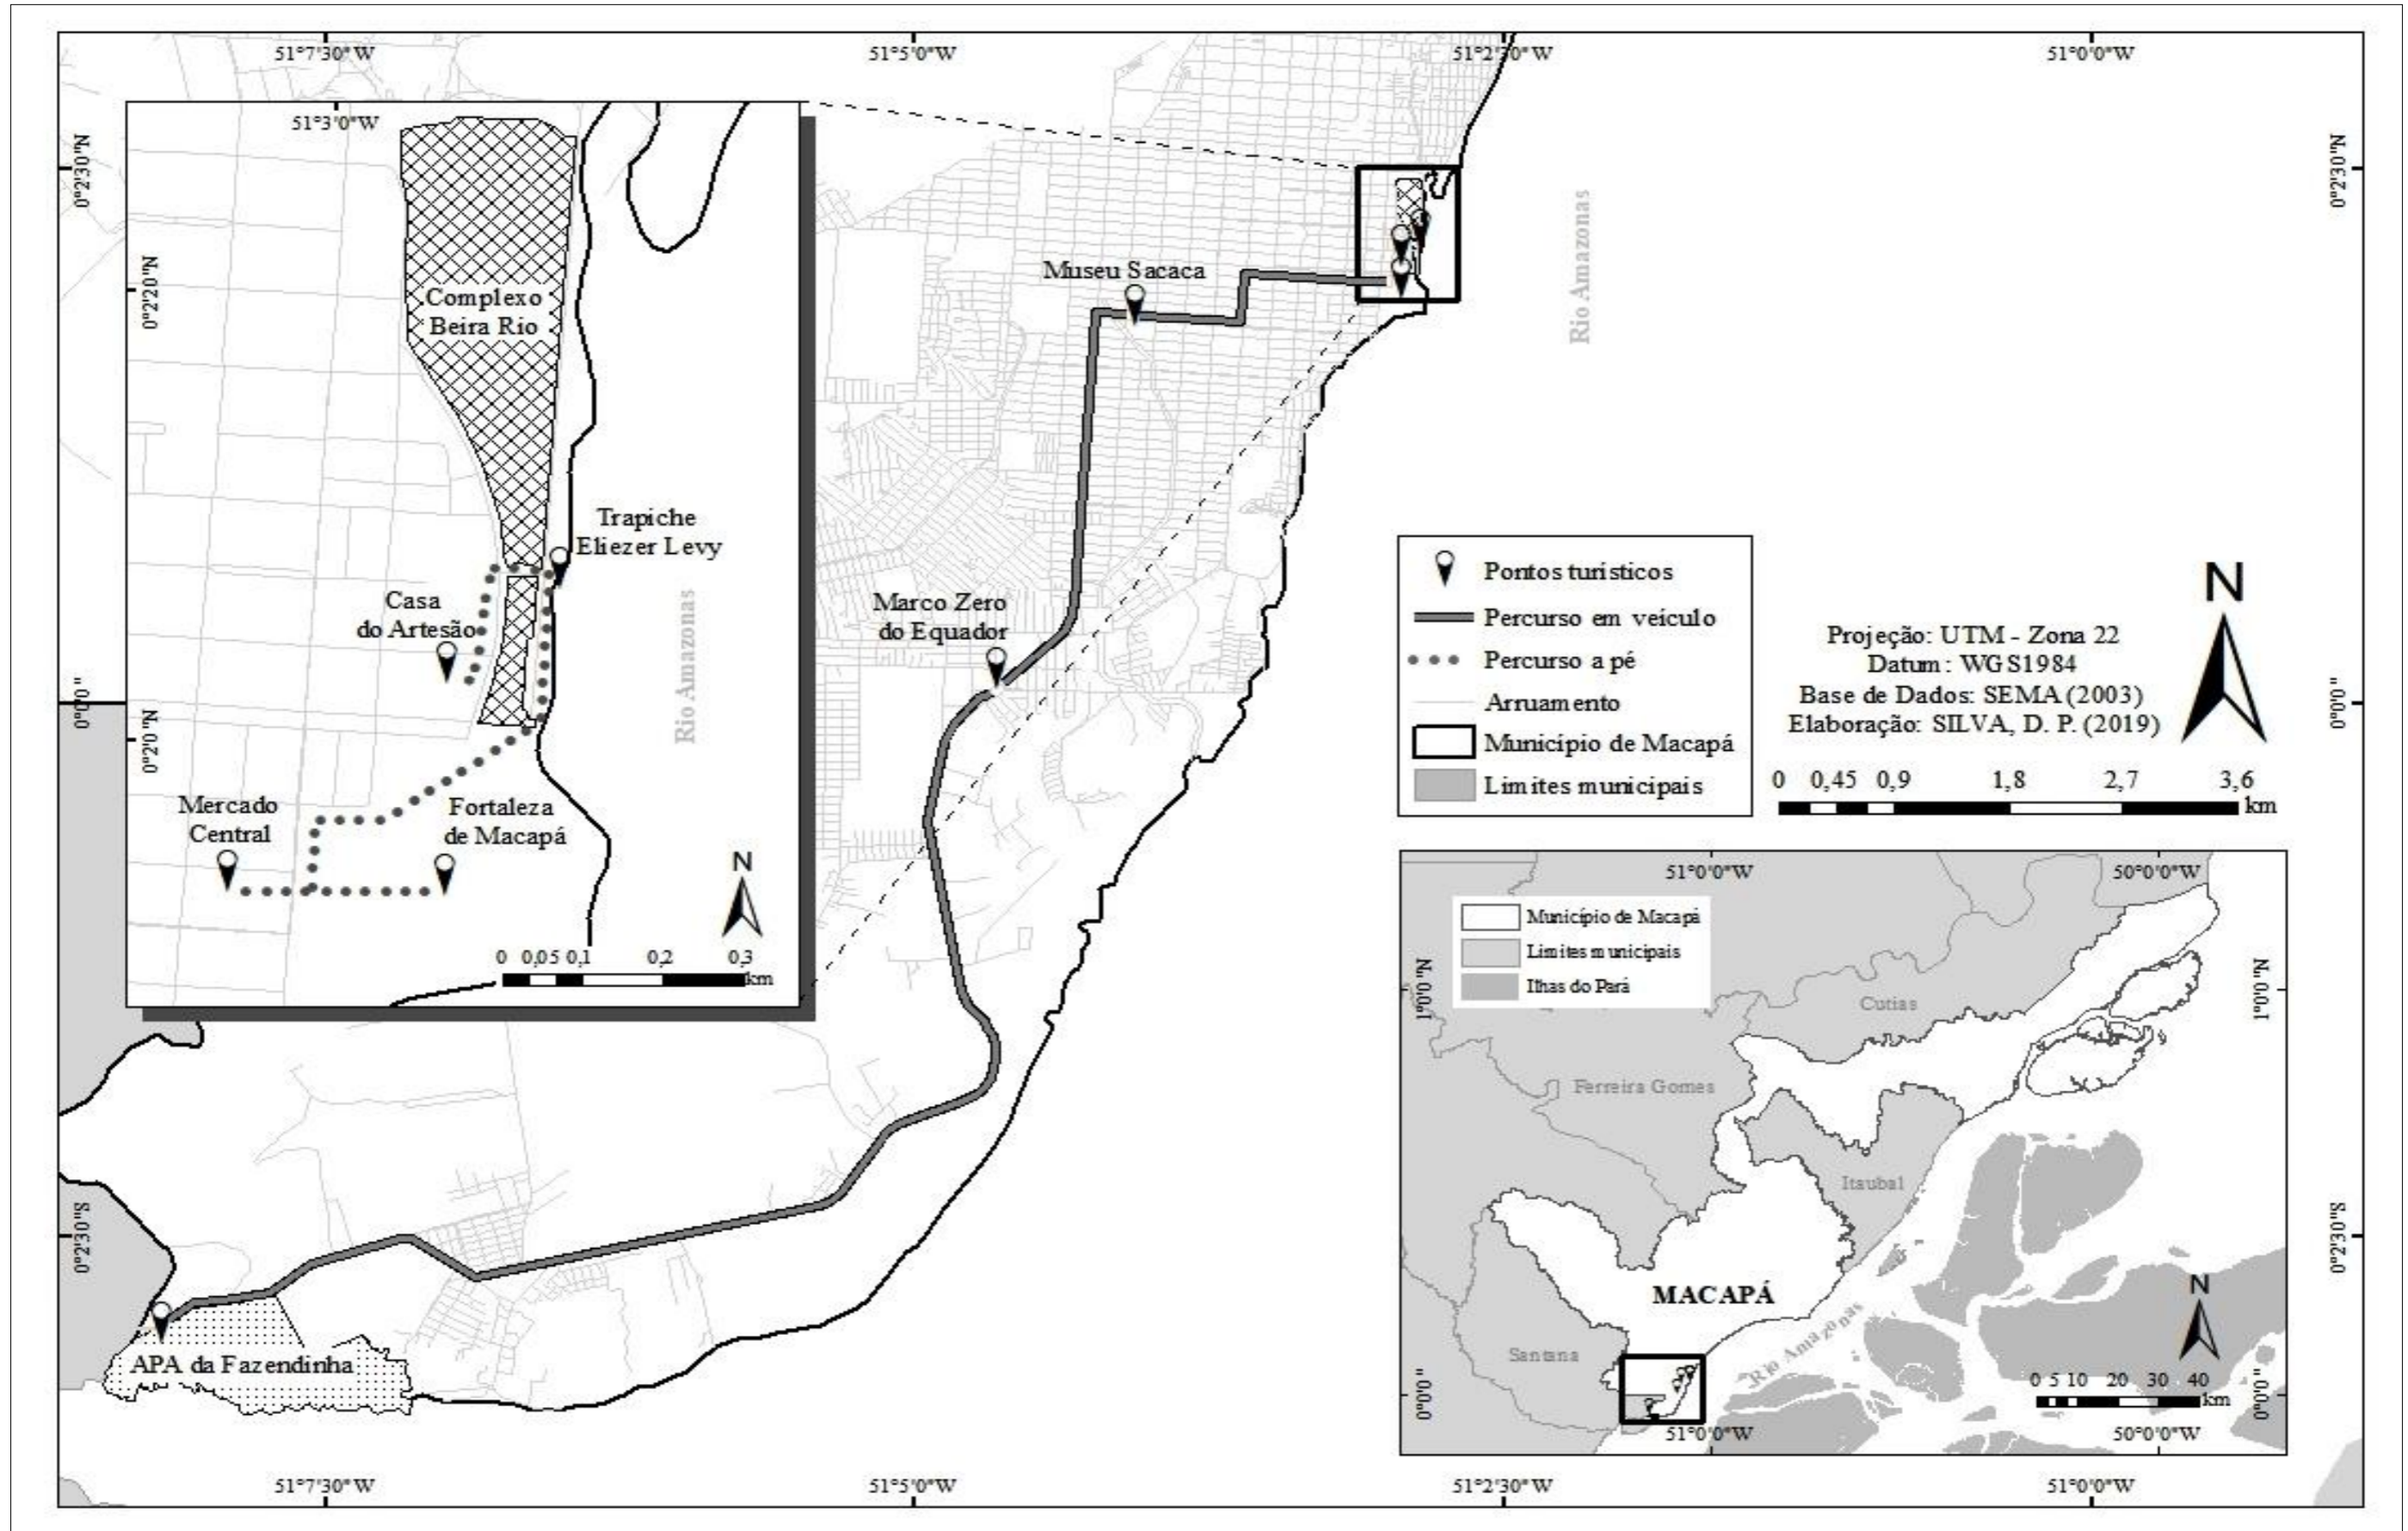 51°7'30"W
51°5'0"W
51°2'30"W
51°0'0"W
0°2'30"N
0°2'30"N
51°3'0"W
0°2'20"N
Complexo
Beira Rio
Trapiche
Eliezer Levy
Casa
do Artesão
Rio Amazonas
0°2'0"N
Mercado
Central
Fortaleza
de Macapá
N
0 0,05 0,1 0,2 0,3
km
Museu Sacaca
Rio Amazonas
Marco Zero
do Equador
0°0'0"
0°0'0"
Pontos turísticos
Percurso em veículo
Percurso a pé
Arruamento
Município de Macapá
Limites municipais
Projeção: UTM - Zona 22
Datum: WGS1984
Base de Dados: SEMA (2003)
Elaboração: SILVA, D. P. (2019)
N
0 0,45 0,9 1,8 2,7 3,6
km
51°0'0"W
50°0'0"W
Município de Macapá
Limites municipais
Ilhas do Pará
1°0'0"N
1°0'0"N
Cutias
Ferreira Gomes
Itaubal
MACAPÁ
Santana
Rio Amazonas
N
0 5 10 20 30 40
km
0°0'0"
0°0'0"
51°0'0"W
50°0'0"W
0°2'30"S
0°2'30"S
APA da Fazendinha
51°7'30"W
51°5'0"W
51°2'30"W
51°0'0"W